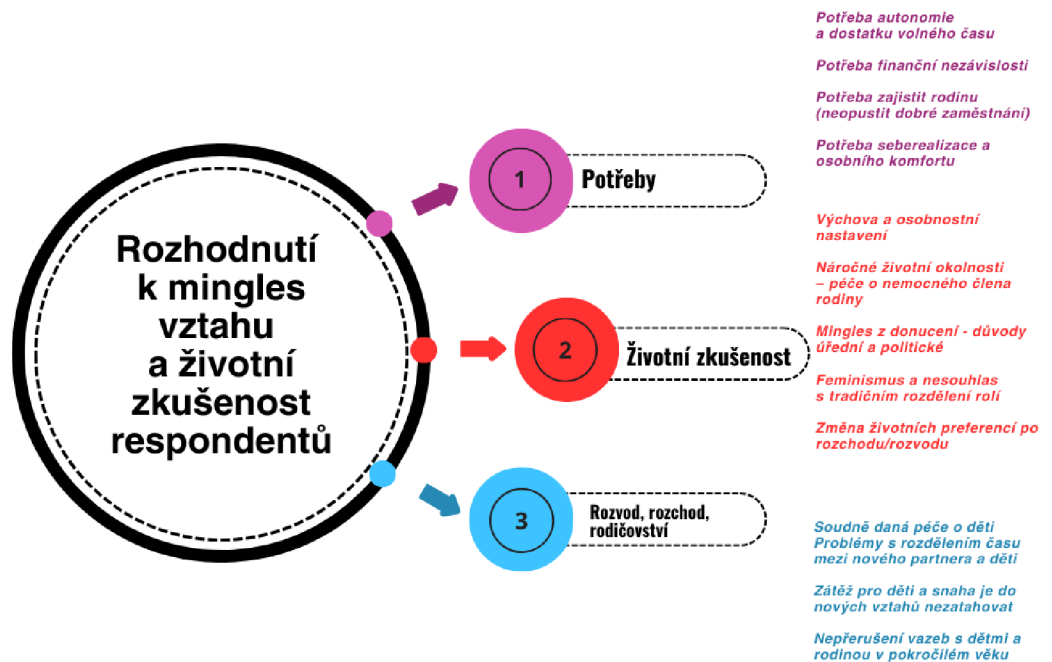 Rozhodnutí
k mingles
vztahu
a životní
zkušenost
respondentů
1
Potřeby
Potřeba autonomie
a dostatku volného času
Potřeba finanční nezávislosti
Potřeba zajistit rodinu
(neopustit dobré zaměstnání)
Potřeba seberealizace a
osobního komfortu
2
Životní zkušenost
Výchova a osobnostní
nastavení
Náročné životní okolnosti
– péče o nemocného člena
rodiny
Mingles z donucení - důvody
úřední a politické
Feminismus a nesouhlas
s tradičním rozdělení rolí
Změna životních preferencí po
rozchodu/rozvodu
3
Rozvod, rozchod,
rodičovství
Soudně daná péče o děti
Problémy s rozdělením času
mezi nového partnera a děti
Zátěž pro děti a snaha je do
nových vztahů nezatahovat
Nepřerušení vazeb s dětmi a
rodinou v pokročilém věku